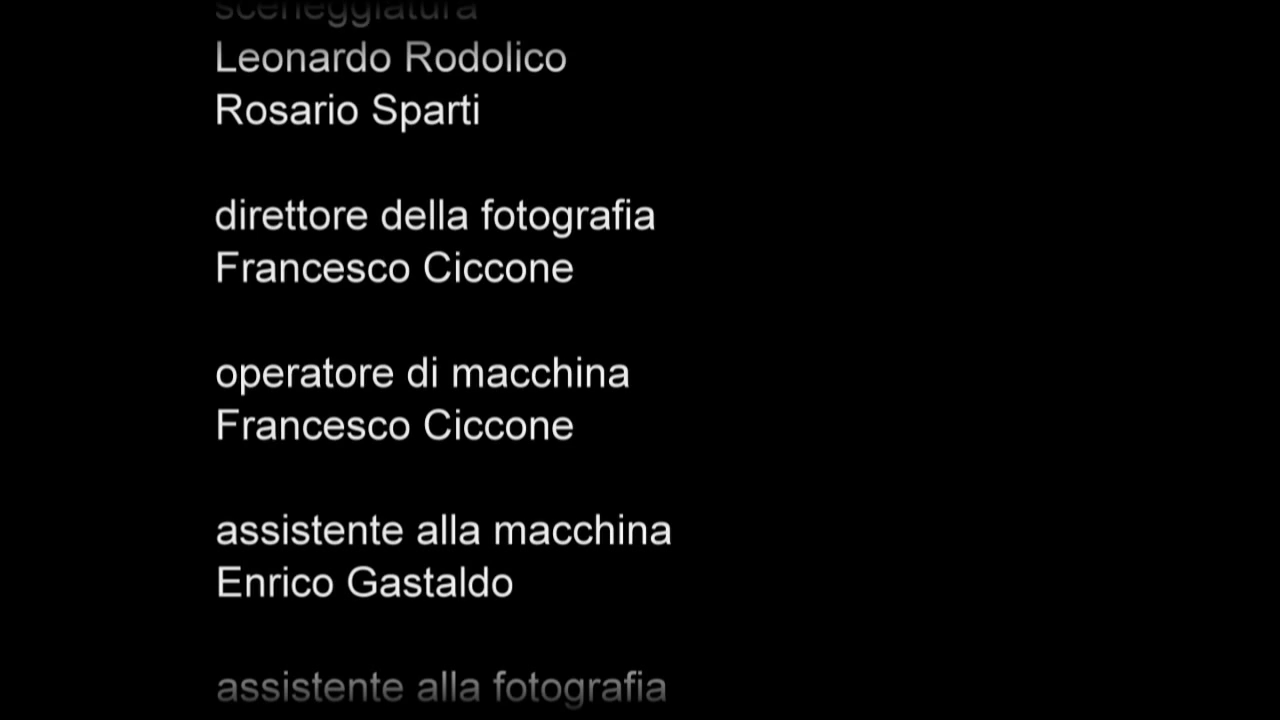 sceneggiatura
Leonardo Rodolico
Rosario Sparti
direttore della fotografia
Francesco Ciccone
operatore di macchina
Francesco Ciccone
assistente alla macchina
Enrico Gastaldo
assistente alla fotografia